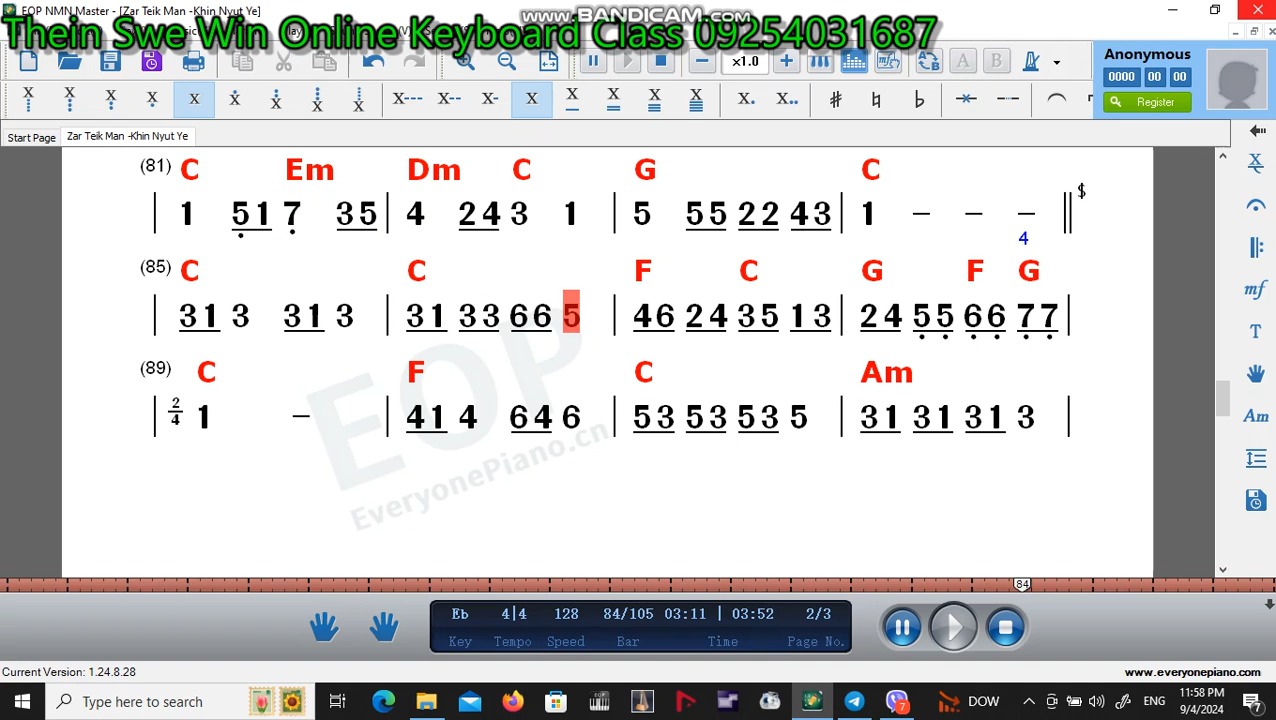 EOP NMN Master - [Zar Teik Man -Khin Nyut Ye]
www.BANDICAM.com
Thein Swe Win Online Keyboard Class 09254031687
x1.0
Anonymous
0000 00 00
Register
Start Page
Zar Teik Man -Khin Nyut Ye
(81) C Em Dm C G C
1 51 7 35 | 4 24 3 1 | 5 55 22 43 | 1 – – – $
4
(85) C C F C G F G
31 3 31 3 | 31 33 66 5 | 46 24 35 13 | 24 55 66 77
(89) C F C Am
2/4 1 – | 41 4 64 6 | 53 53 53 5 | 31 31 31 3
EOP
EveryonePiano.cn
84
Eb 4|4 128 84/105 03:11 | 03:52 2/3
Key Tempo Speed Bar Time Page No.
Current Version: 1.24.8.28
www.everyonepiano.com
Type here to search
DOW
ENG
11:58 PM
9/4/2024